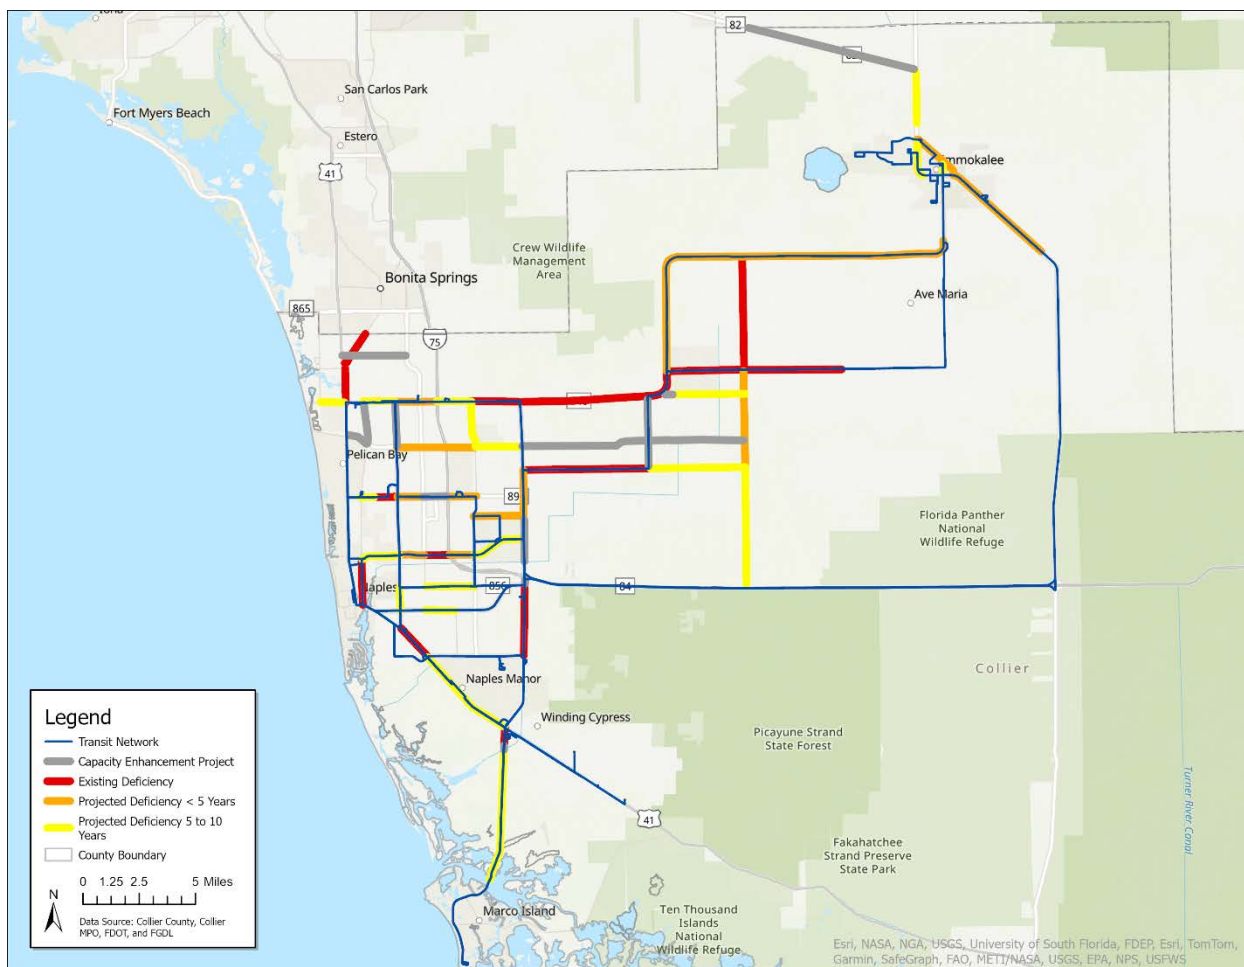 Iona
82
82
San Carlos Park
Fort Myers Beach
Estero
mmokalee
41
Crew Wildlife
Management
Area
Bonita Springs
Ave Maria
865
75
Pelican Bay
89
Florida Panther
National
Wildlife Refuge
Naples
856
84
Collier
Naples Manor
Winding Cypress
Picayune Strand
State Forest
Turner River Canal
41
Fakahatchee
Strand Preserve
State Park
Marco Island
Ten Thousand
Islands
National
Wildlife Refuge
Legend
Transit Network
Capacity Enhancement Project
Existing Deficiency
Projected Deficiency < 5 Years
Projected Deficiency 5 to 10
Years
County Boundary
N
0 1.25 2.5 5 Miles
Data Source: Collier County, Collier
MPO, FDOT, and FGDL
Esri, NASA, NGA, USGS, University of South Florida, FDEP, Esri, TomTom,
Garmin, SafeGraph, FAO, METI/NASA, USGS, EPA, NPS, USFWS